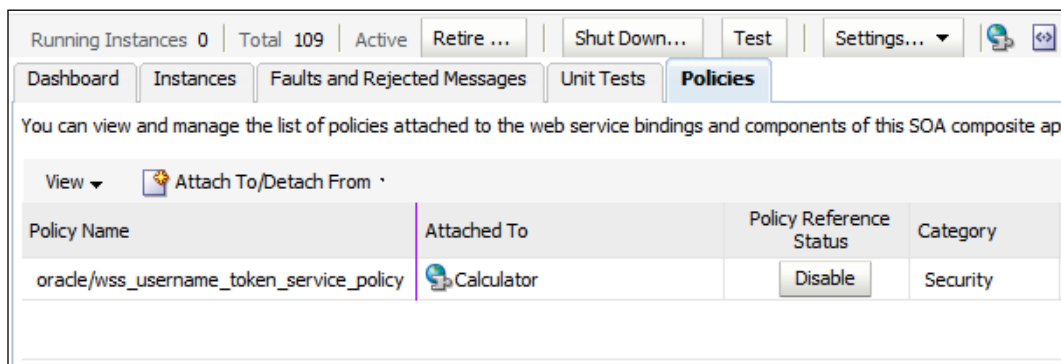 Running Instances 0 Total 109 Active Retire ... Shut Down... Test Settings...
Dashboard Instances Faults and Rejected Messages Unit Tests Policies
You can view and manage the list of policies attached to the web service bindings and components of this SOA composite ap
View Attach To/Detach From
Policy Name Attached To Policy Reference Status Category
oracle/wss_username_token_service_policy Calculator Disable Security